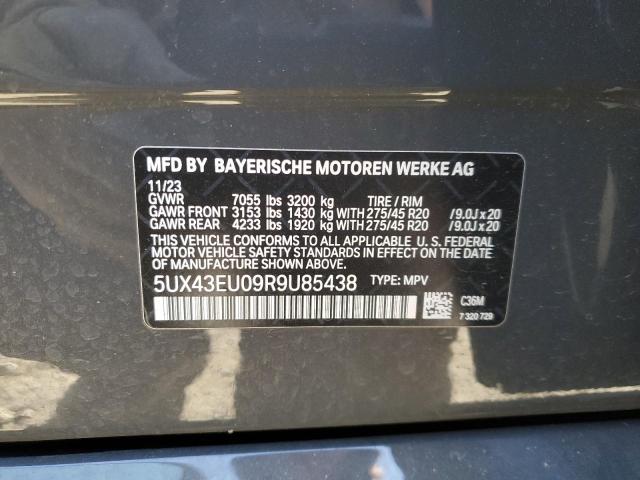 MFD BY BAYERISCHE MOTOREN WERKE AG
11/23
GVWR 7055 lbs 3200 kg TIRE / RIM
GAWR FRONT 3153 lbs 1430 kg WITH 275/45 R20 /9.0J x 20
GAWR REAR 4233 lbs 1920 kg WITH 275/45 R20 /9.0J x 20
THIS VEHICLE CONFORMS TO ALL APPLICABLE U. S. FEDERAL
MOTOR VEHICLE SAFETY STANDARDS IN EFFECT ON THE DATE
OF MANUFACTURE SHOWN ABOVE.
5UX43EU09R9U85438 TYPE: MPV
C36M
7 320 729